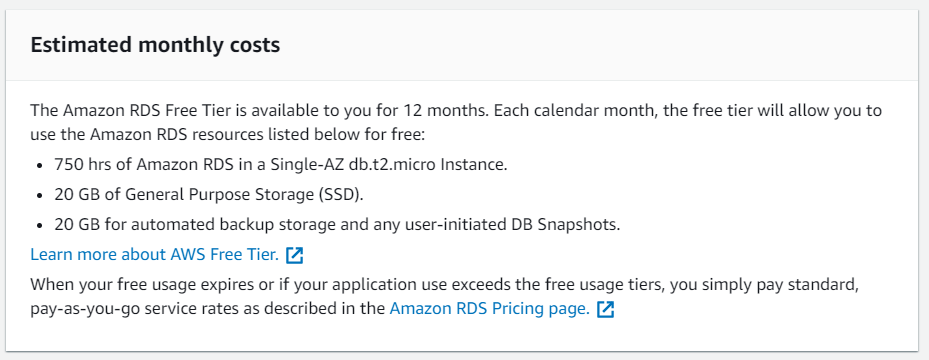 Estimated monthly costs
The Amazon RDS Free Tier is available to you for 12 months. Each calendar month, the free tier will allow you to
use the Amazon RDS resources listed below for free:
• 750 hrs of Amazon RDS in a Single-AZ db.t2.micro Instance.
• 20 GB of General Purpose Storage (SSD).
• 20 GB for automated backup storage and any user-initiated DB Snapshots.
Learn more about AWS Free Tier.
When your free usage expires or if your application use exceeds the free usage tiers, you simply pay standard,
pay-as-you-go service rates as described in the Amazon RDS Pricing page.